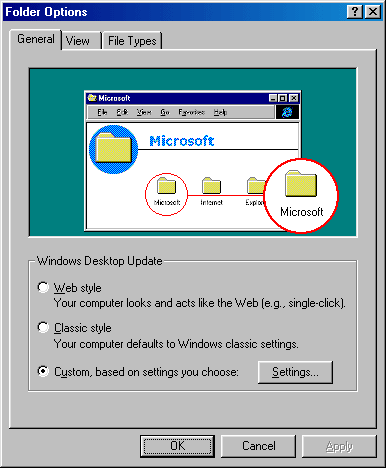 Folder Options
General View File Types
Microsoft
File Edit View Go Favorites Help
Microsoft
Microsoft Internet Explor
Microsoft
Windows Desktop Update
Web style
Your computer looks and acts like the Web (e.g., single-click).
Classic style
Your computer defaults to Windows classic settings.
Custom, based on settings you choose: Settings...
OK Cancel Apply